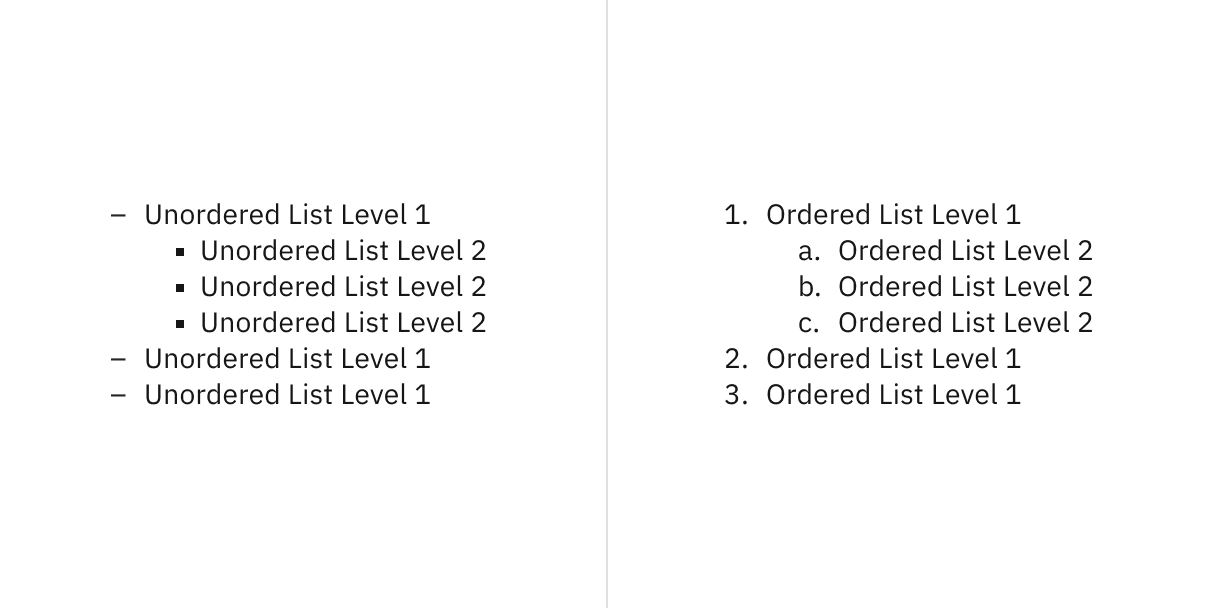 – Unordered List Level 1
▪ Unordered List Level 2
▪ Unordered List Level 2
▪ Unordered List Level 2
– Unordered List Level 1
– Unordered List Level 1
1. Ordered List Level 1
a. Ordered List Level 2
b. Ordered List Level 2
c. Ordered List Level 2
2. Ordered List Level 1
3. Ordered List Level 1